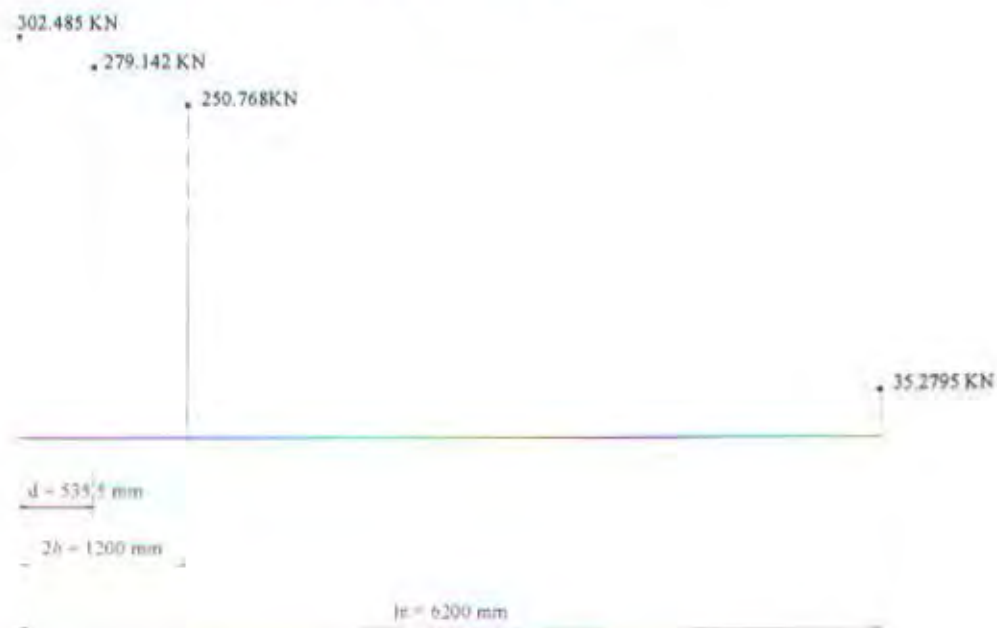 302.485 KN
279.142 KN
250.768KN
35.2795 KN
d = 535,5 mm
2h = 1200 mm
ln = 6200 mm